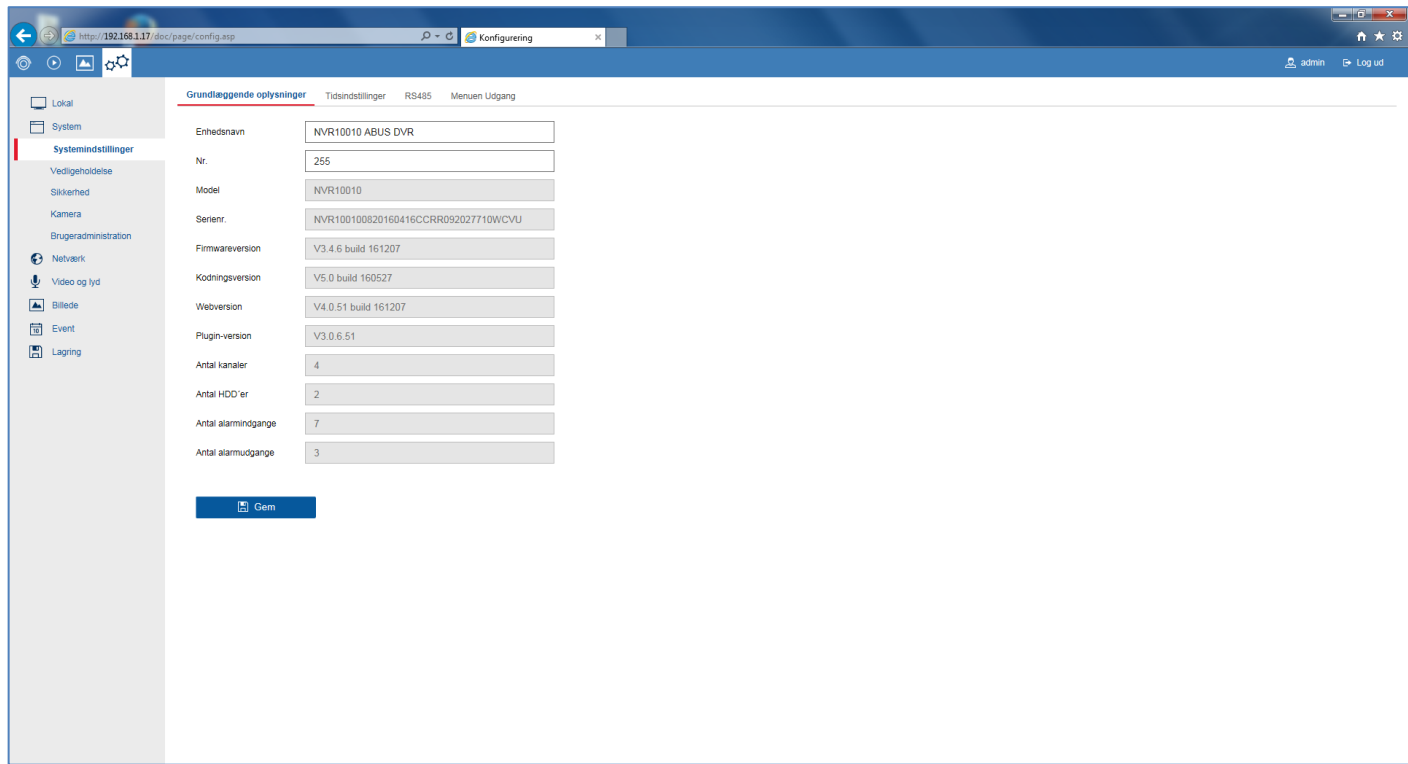 http://192.168.1.17/doc/page/config.asp
Konfigurering
admin
Log ud
Lokal
System
Systemindstillinger
Vedligeholdelse
Sikkerhed
Kamera
Brugeradministration
Netværk
Video og lyd
Billede
10
Event
Lagring
Grundlæggende oplysninger Tidsindstillinger RS485 Menuen Udgang
Enhedsnavn NVR10010 ABUS DVR
Nr. 255
Model NVR10010
Serienr. NVR100100820160416CCRR092027710WCVU
Firmwareversion V3.4.6 build 161207
Kodningsversion V5.0 build 160527
Webversion V4.0.51 build 161207
Plugin-version V3.0.6.51
Antal kanaler 4
Antal HDD´er 2
Antal alarmindgange 7
Antal alarmudgange 3
Gem